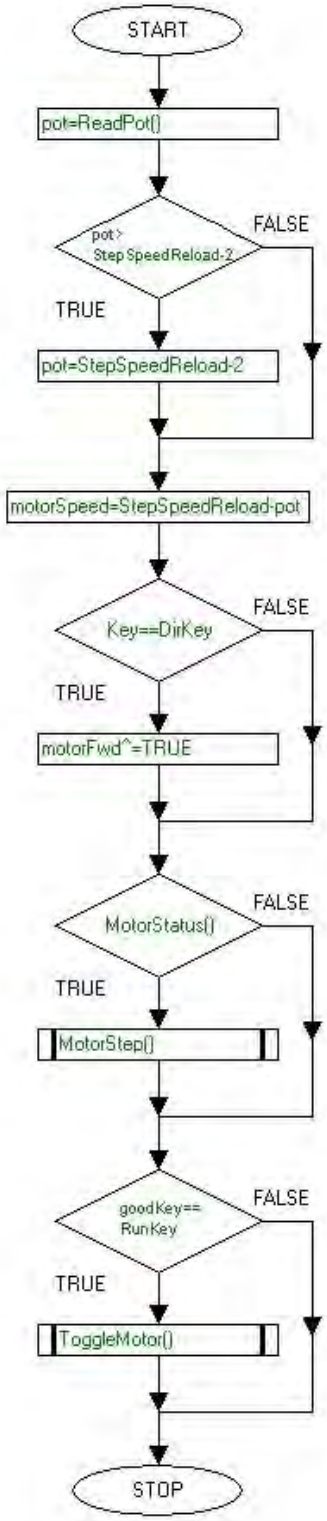 START
pot=ReadPot()
pot>
StepSpeedReload-2
FALSE
TRUE
pot=StepSpeedReload-2
motorSpeed=StepSpeedReload-pot
Key==DirKey
FALSE
TRUE
motorFwd^=TRUE
MotorStatus()
FALSE
TRUE
MotorStep()
goodKey==
RunKey
FALSE
TRUE
ToggleMotor()
STOP